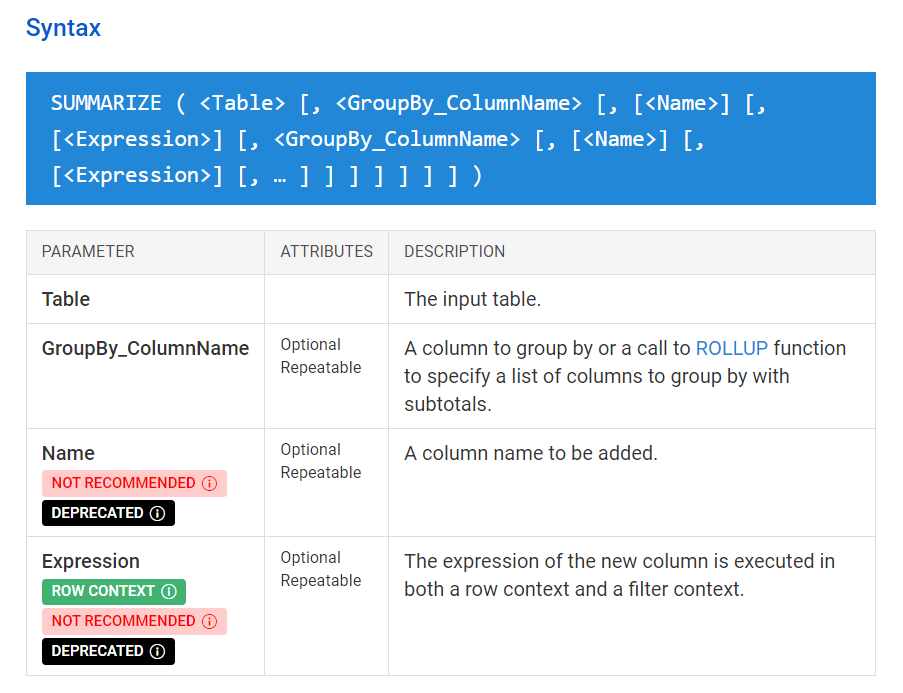 Syntax
SUMMARIZE ( <Table> [, <GroupBy_ColumnName> [, [<Name>] [,
[<Expression>] [, <GroupBy_ColumnName> [, [<Name>] [,
[<Expression>] [, … ] ] ] ] ] ] ] )
PARAMETER ATTRIBUTES DESCRIPTION
Table The input table.
GroupBy_ColumnName Optional
Repeatable
A column to group by or a call to ROLLUP function
to specify a list of columns to group by with
subtotals.
Name
NOT RECOMMENDED
DEPRECATED
Optional
Repeatable
A column name to be added.
Expression
ROW CONTEXT
NOT RECOMMENDED
DEPRECATED
Optional
Repeatable
The expression of the new column is executed in
both a row context and a filter context.